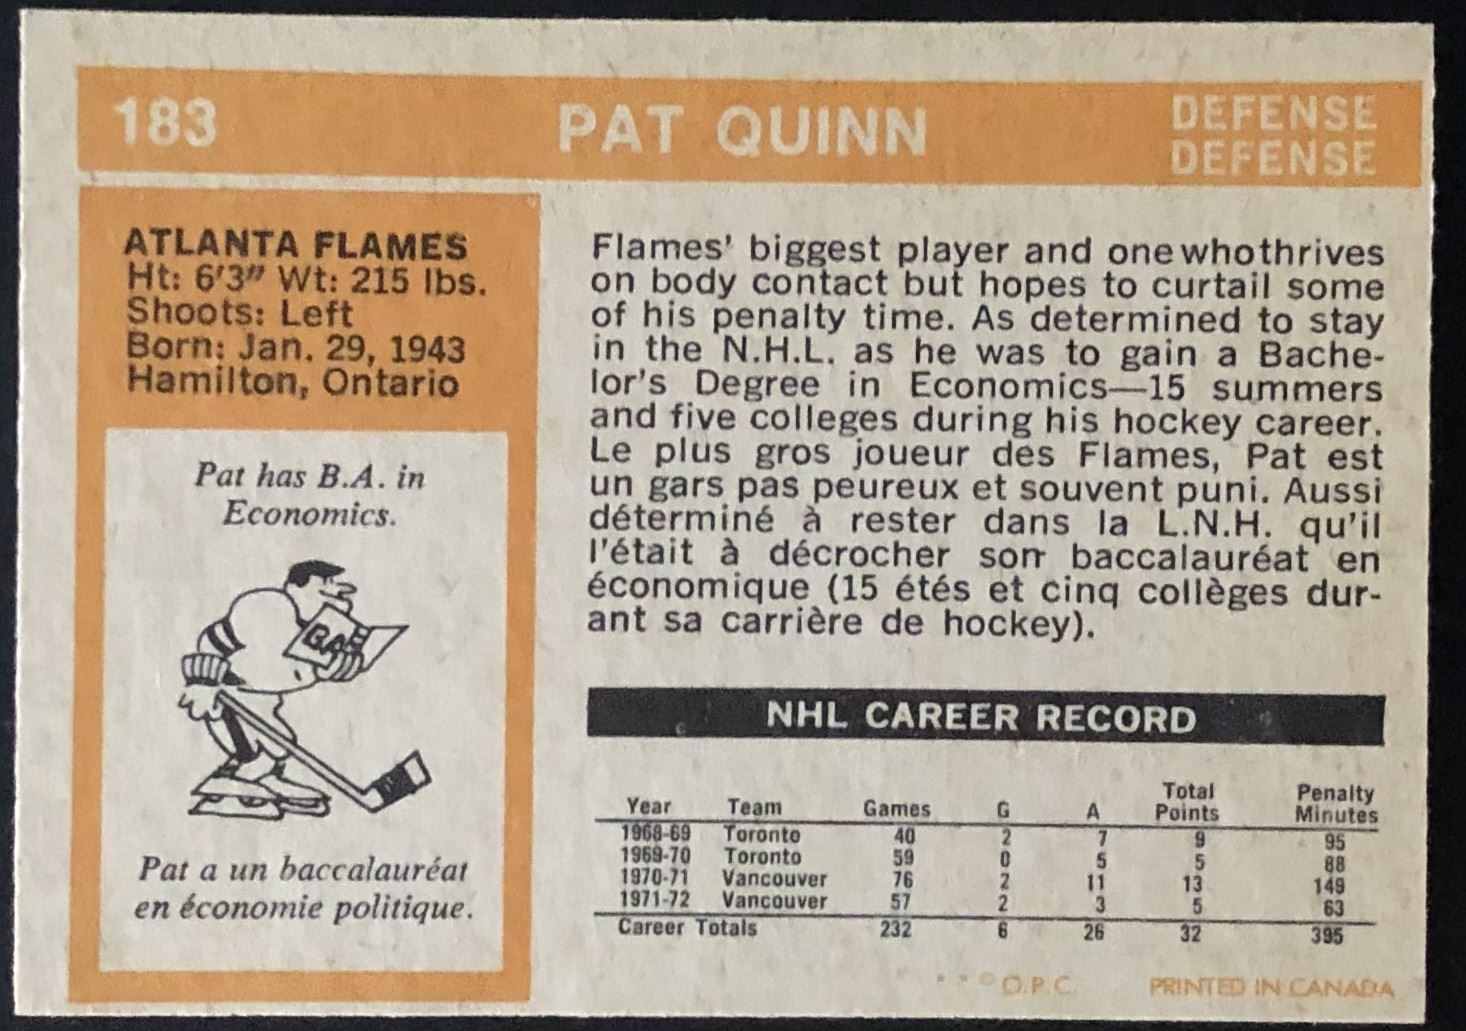 183 PAT QUINN DEFENSE
DEFENSE
ATLANTA FLAMES
Ht: 6'3" Wt: 215 lbs.
Shoots: Left
Born: Jan. 29, 1943
Hamilton, Ontario
Pat has B.A. in
Economics.
BA
Pat a un baccalauréat
en économie politique.
Flames' biggest player and one who thrives
on body contact but hopes to curtail some
of his penalty time. As determined to stay
in the N.H.L. as he was to gain a Bache-
lor's Degree in Economics—15 summers
and five colleges during his hockey career.
Le plus gros joueur des Flames, Pat est
un gars pas peureux et souvent puni. Aussi
déterminé à rester dans la L.N.H. qu'il
l'était à décrocher son baccalauréat en
économique (15 étés et cinq collèges dur-
ant sa carrière de hockey).
NHL CAREER RECORD
Year Team Games G A Total Points Penalty Minutes
1968-69 Toronto 40 2 7 9 95
1969-70 Toronto 59 0 5 5 88
1970-71 Vancouver 76 2 11 13 149
1971-72 Vancouver 57 2 3 5 63
Career Totals 232 6 26 32 395
* * © O.P.C. PRINTED IN CANADA